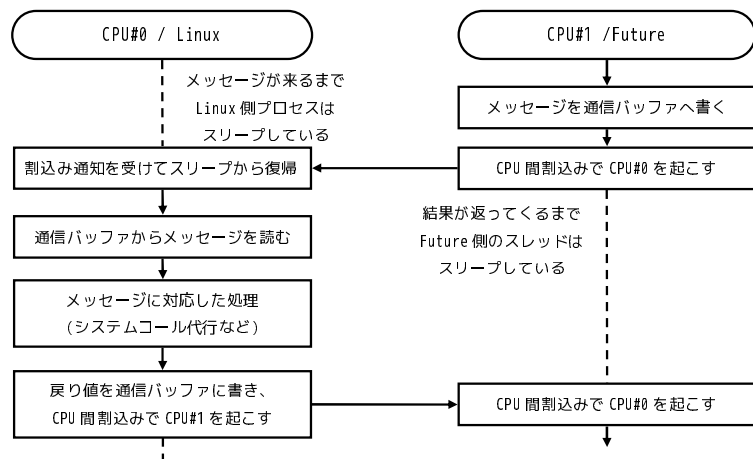 CPU#0 / Linux
CPU#1 /Future
メッセージが来るまで
Linux 側プロセスは
スリープしている
メッセージを通信バッファへ書く
割込み通知を受けてスリープから復帰
CPU 間割込みで CPU#0 を起こす
通信バッファからメッセージを読む
結果が返ってくるまで
Future 側のスレッドは
スリープしている
メッセージに対応した処理
(システムコール代行など)
戻り値を通信バッファに書き、
CPU 間割込みで CPU#1 を起こす
CPU 間割込みで CPU#0 を起こす